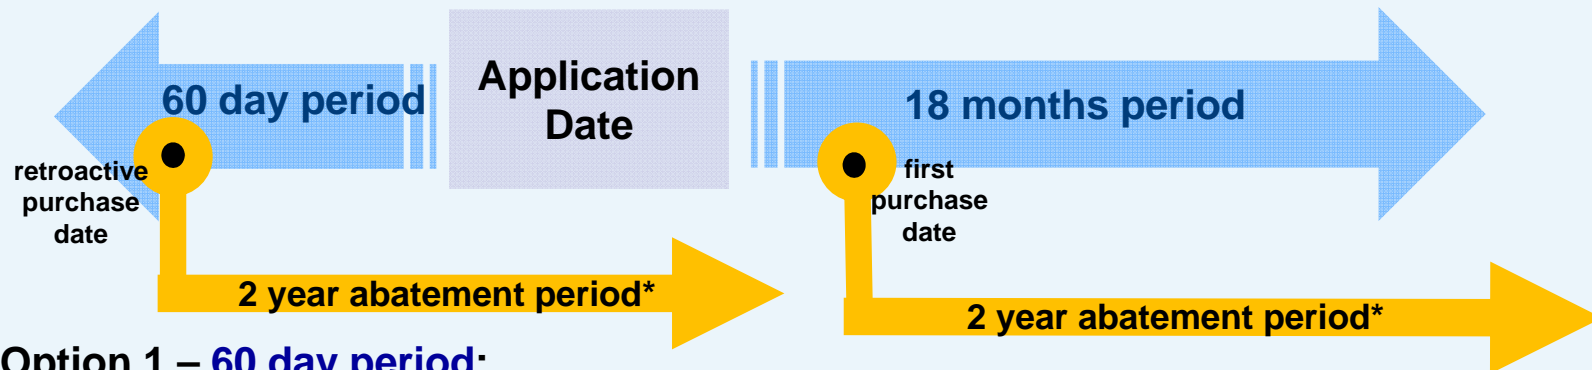 60 day period
Application
Date
18 months period
retroactive
purchase
date
first
purchase
date
2 year abatement period*
2 year abatement period*
Option 1 – 60 day period: